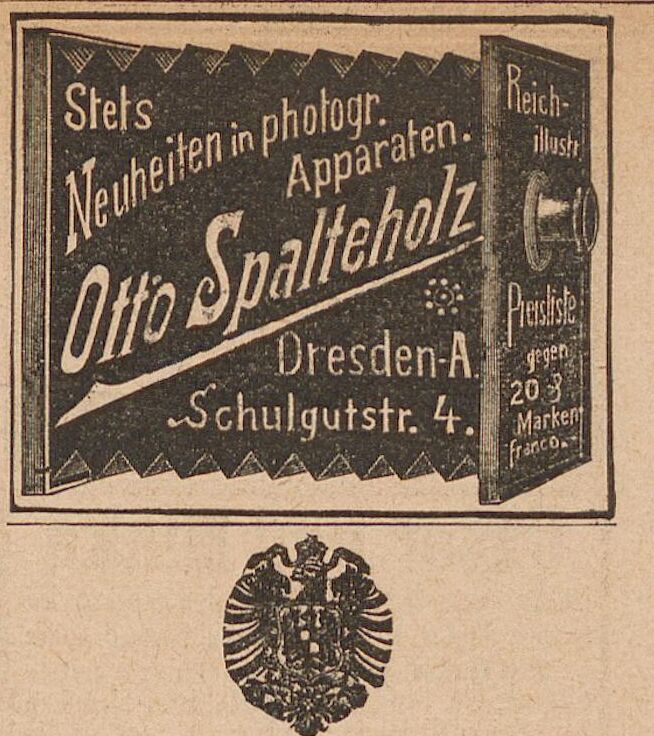 Stets
Neuheiten in photogr.
Apparaten.
Otto Spalteholz
Dresden-A.
Schulgutstr. 4.
Reich-
illustr.
Preisliste
gegen
20 ₰
Marken
franco.